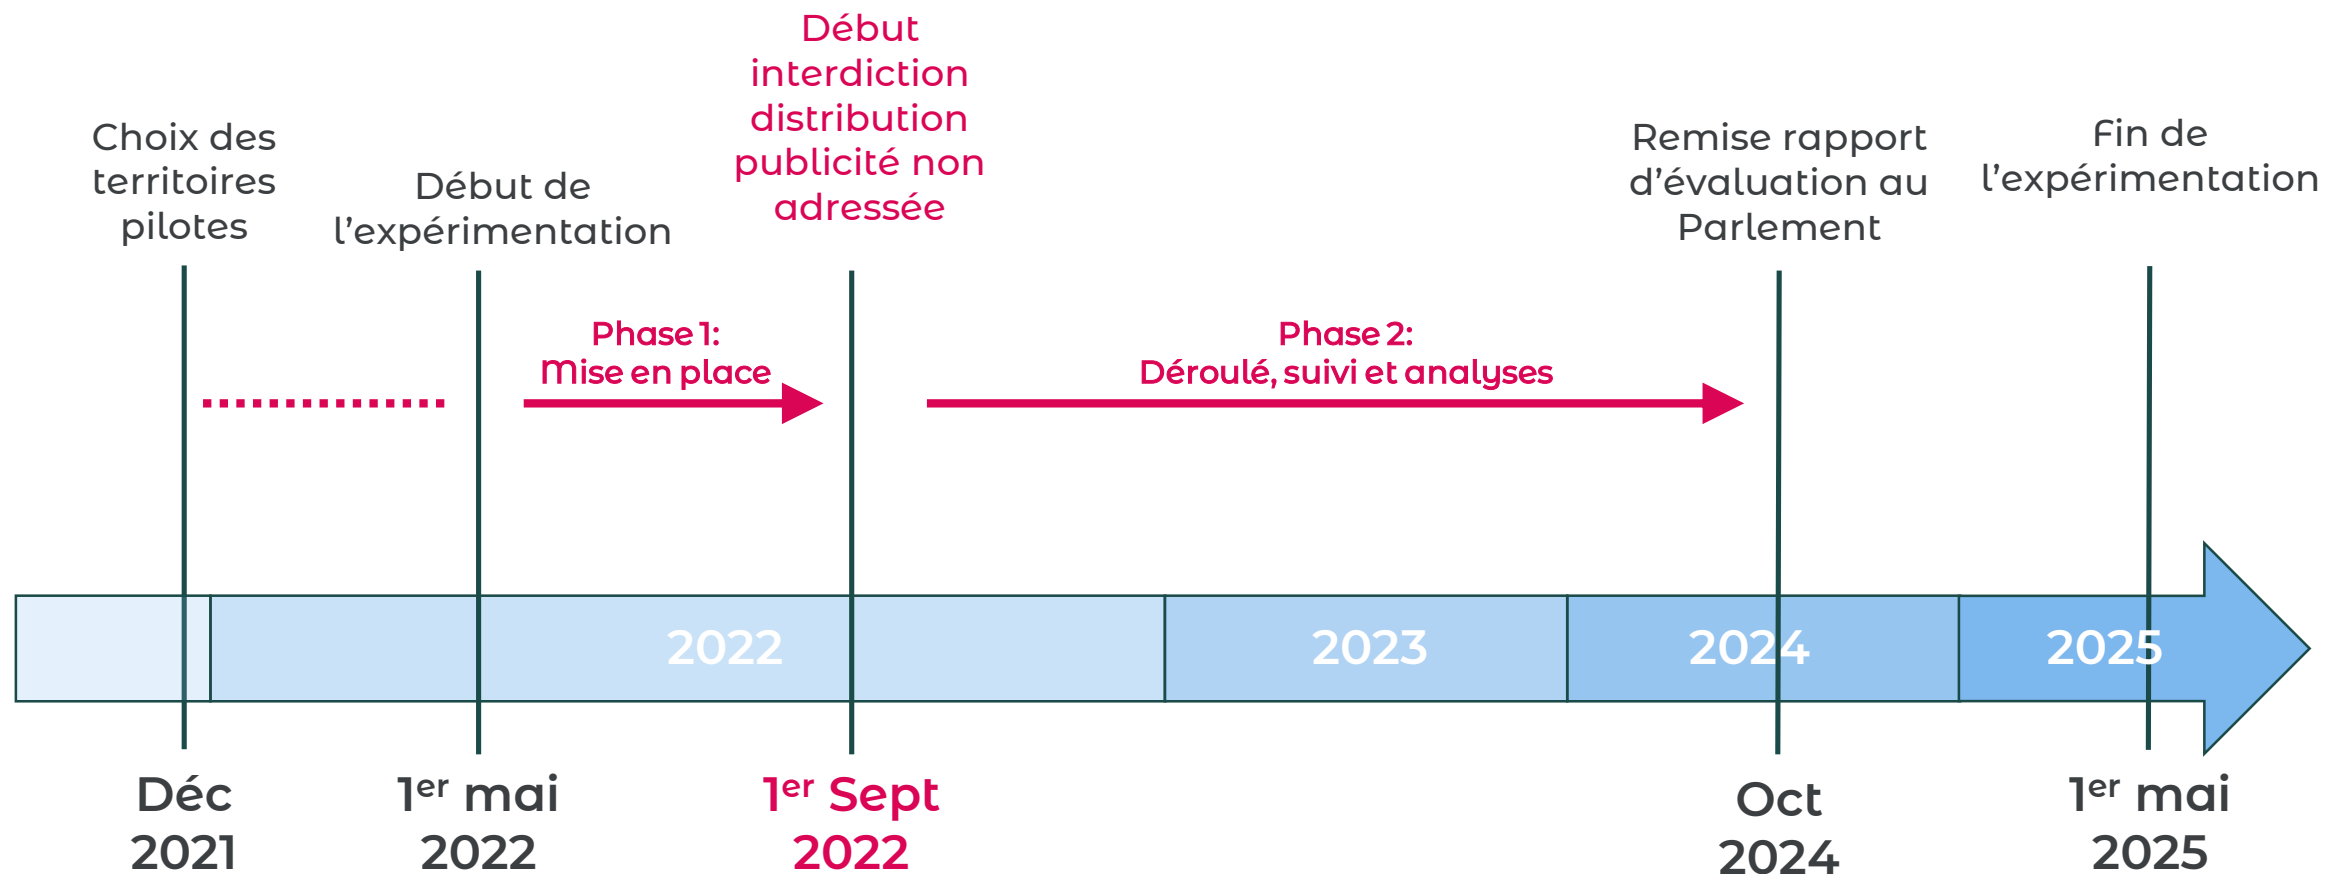 Début
interdiction
distribution
publicité non
adressée
Choix des
territoires
pilotes
Début de
l’expérimentation
Remise rapport
d’évaluation au
Parlement
Fin de
l’expérimentation
Phase 1:
Mise en place
Phase 2:
Déroulé, suivi et analyses
2022
2023
2024
2025
Déc
2021
1er mai
2022
1er Sept
2022
Oct
2024
1er mai
2025